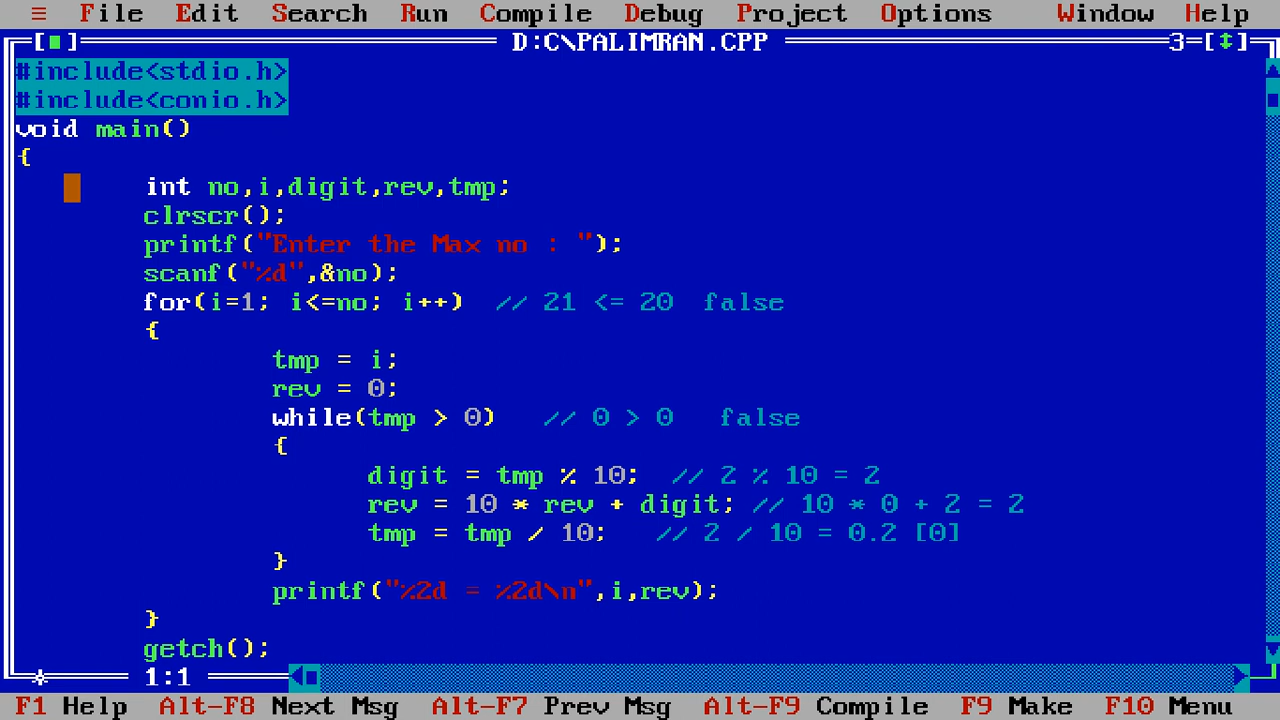 ≡ File Edit Search Run Compile Debug Project Options Window Help
[■] D:C\PALIMRAN.CPP 3=[↕]
#include<stdio.h>
#include<conio.h>
void main()
{
int no,i,digit,rev,tmp;
clrscr();
printf("Enter the Max no : ");
scanf("%d",&no);
for(i=1; i<=no; i++) // 21 <= 20 false
{
tmp = i;
rev = 0;
while(tmp > 0) // 0 > 0 false
{
digit = tmp % 10; // 2 % 10 = 2
rev = 10 * rev + digit; // 10 * 0 + 2 = 2
tmp = tmp / 10; // 2 / 10 = 0.2 [0]
}
printf("%2d = %2d\n",i,rev);
}
getch();
1:1
F1 Help Alt-F8 Next Msg Alt-F7 Prev Msg Alt-F9 Compile F9 Make F10 Menu